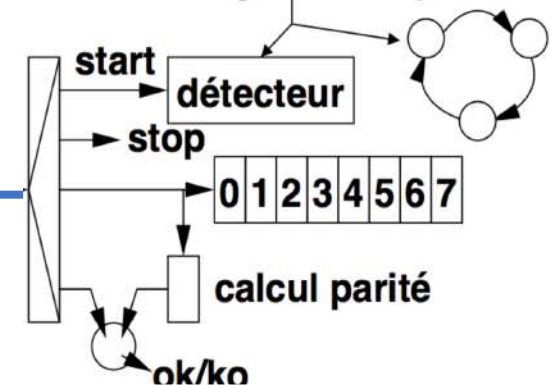 start
détecteur
stop
0 1 2 3 4 5 6 7
calcul parité
ok/ko